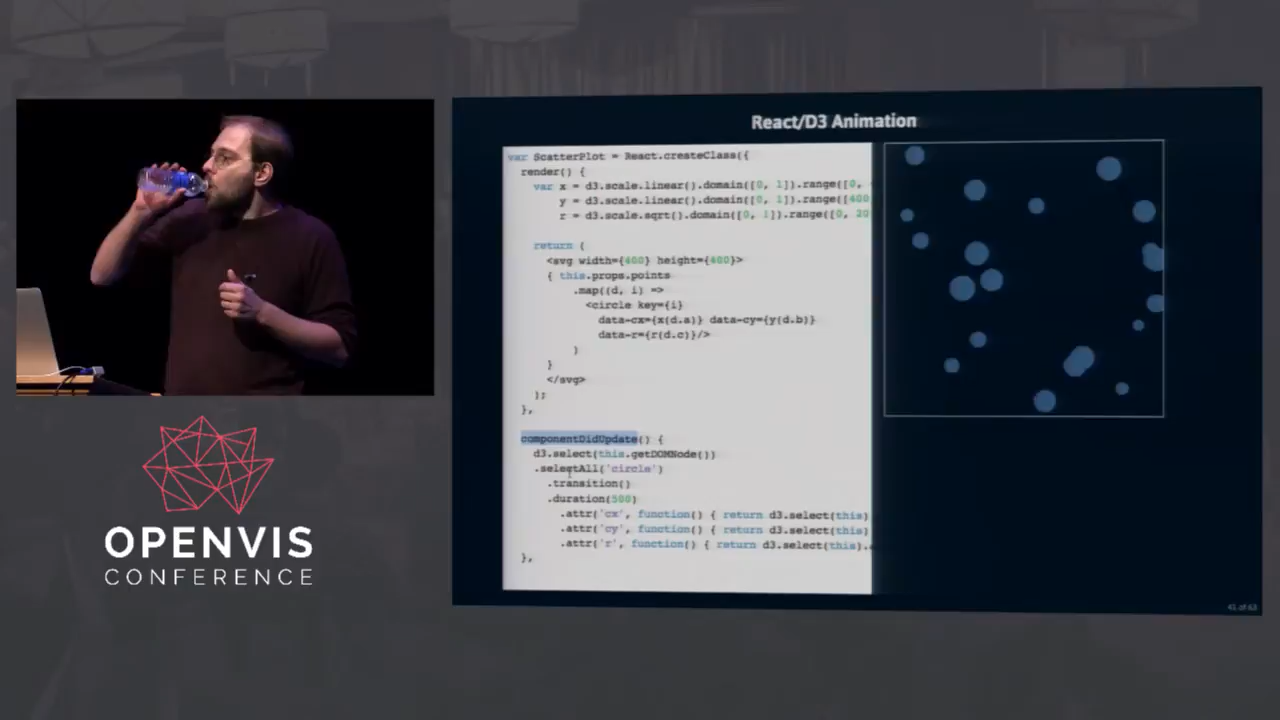 React/D3 Animation
var ScatterPlot = React.createClass({
render() {
var x = d3.scale.linear().domain([0, 1]).range([0,
y = d3.scale.linear().domain([0, 1]).range([400
r = d3.scale.sqrt().domain([0, 1]).range([0, 20
return (
<svg width={400} height={400}>
{ this.props.points
.map((d, i) =>
<circle key={i}
data-cx={x(d.a)} data-cy={y(d.b)}
data-r={r(d.c)}/>
)
}
</svg>
);
},
componentDidUpdate() {
d3.select(this.getDOMNode())
.selectAll('circle')
.transition()
.duration(500)
.attr('cx', function() { return d3.select(this)
.attr('cy', function() { return d3.select(this)
.attr('r', function() { return d3.select(this).
},
41 of 63
OPENVIS
CONFERENCE